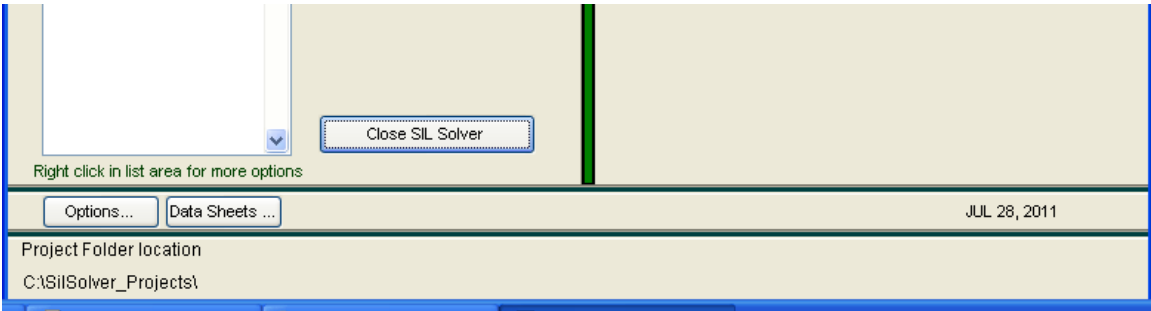 Close SIL Solver
Right click in list area for more options
Options... Data Sheets ... JUL 28, 2011
Project Folder location
C:\SilSolver_Projects\